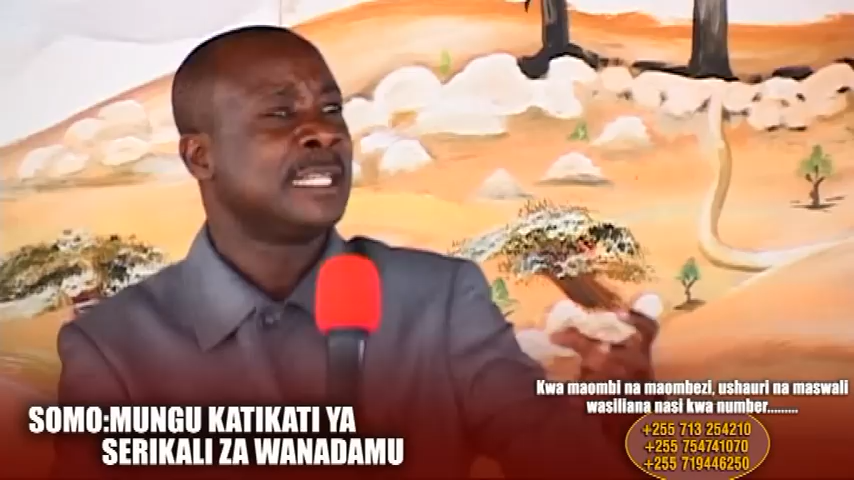 SOMO:MUNGU KATIKATI YA
SERIKALI ZA WANADAMU
Kwa maombi na maombezi, ushauri na maswali
wasiliana nasi kwa number.........
+255 713 254210
+255 754741070
+255 719446250